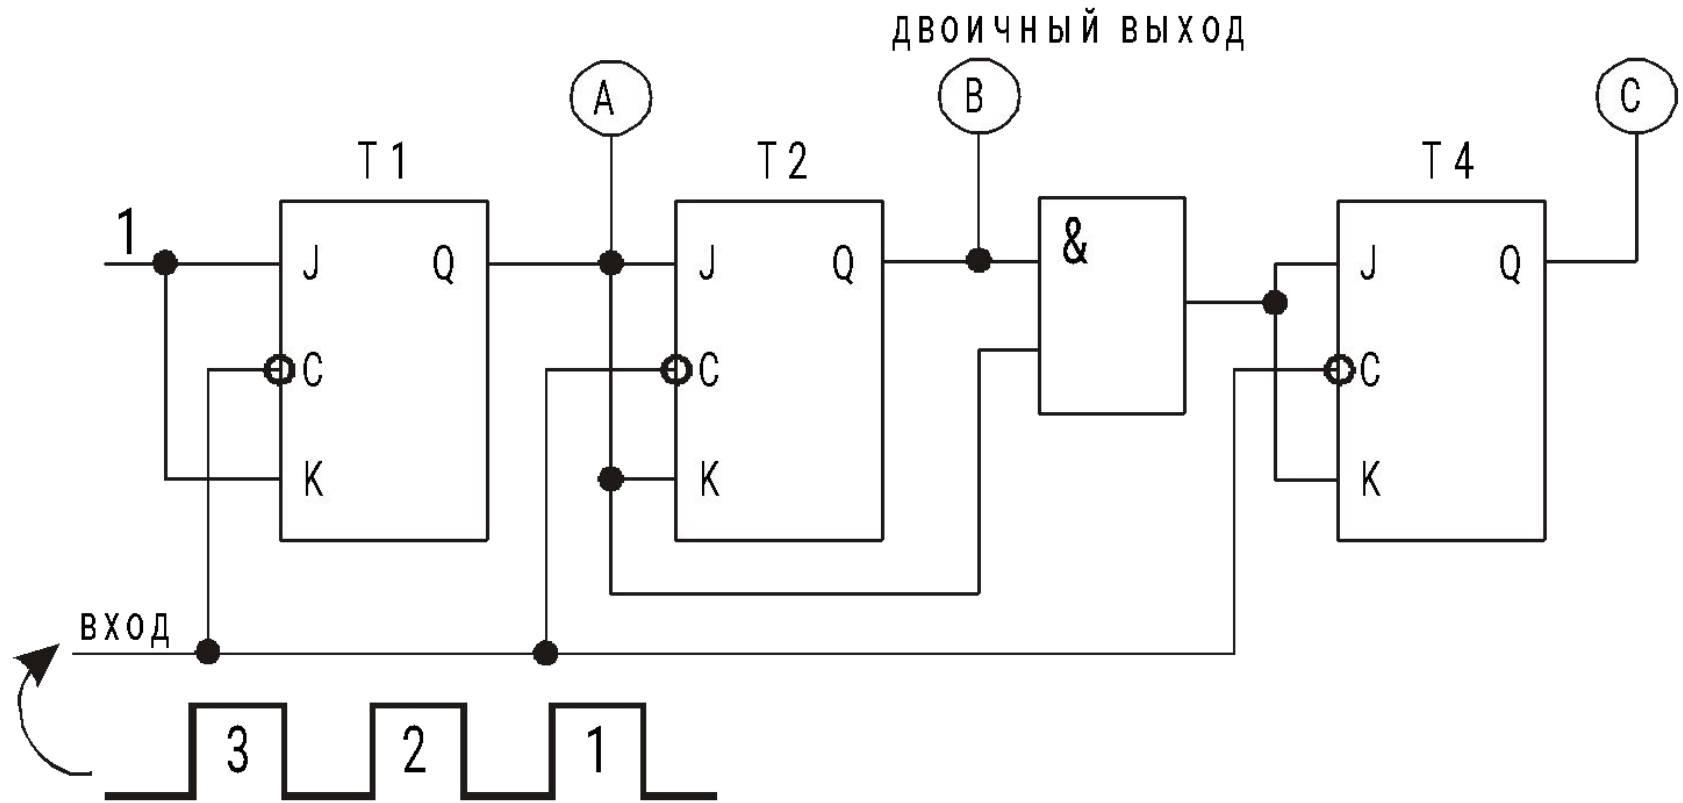 ДВОИЧНЫЙ ВЫХОД
A B C
T1 T2 T4
1
J Q J Q & J Q
C C C
K K K
ВХОД
3 2 1